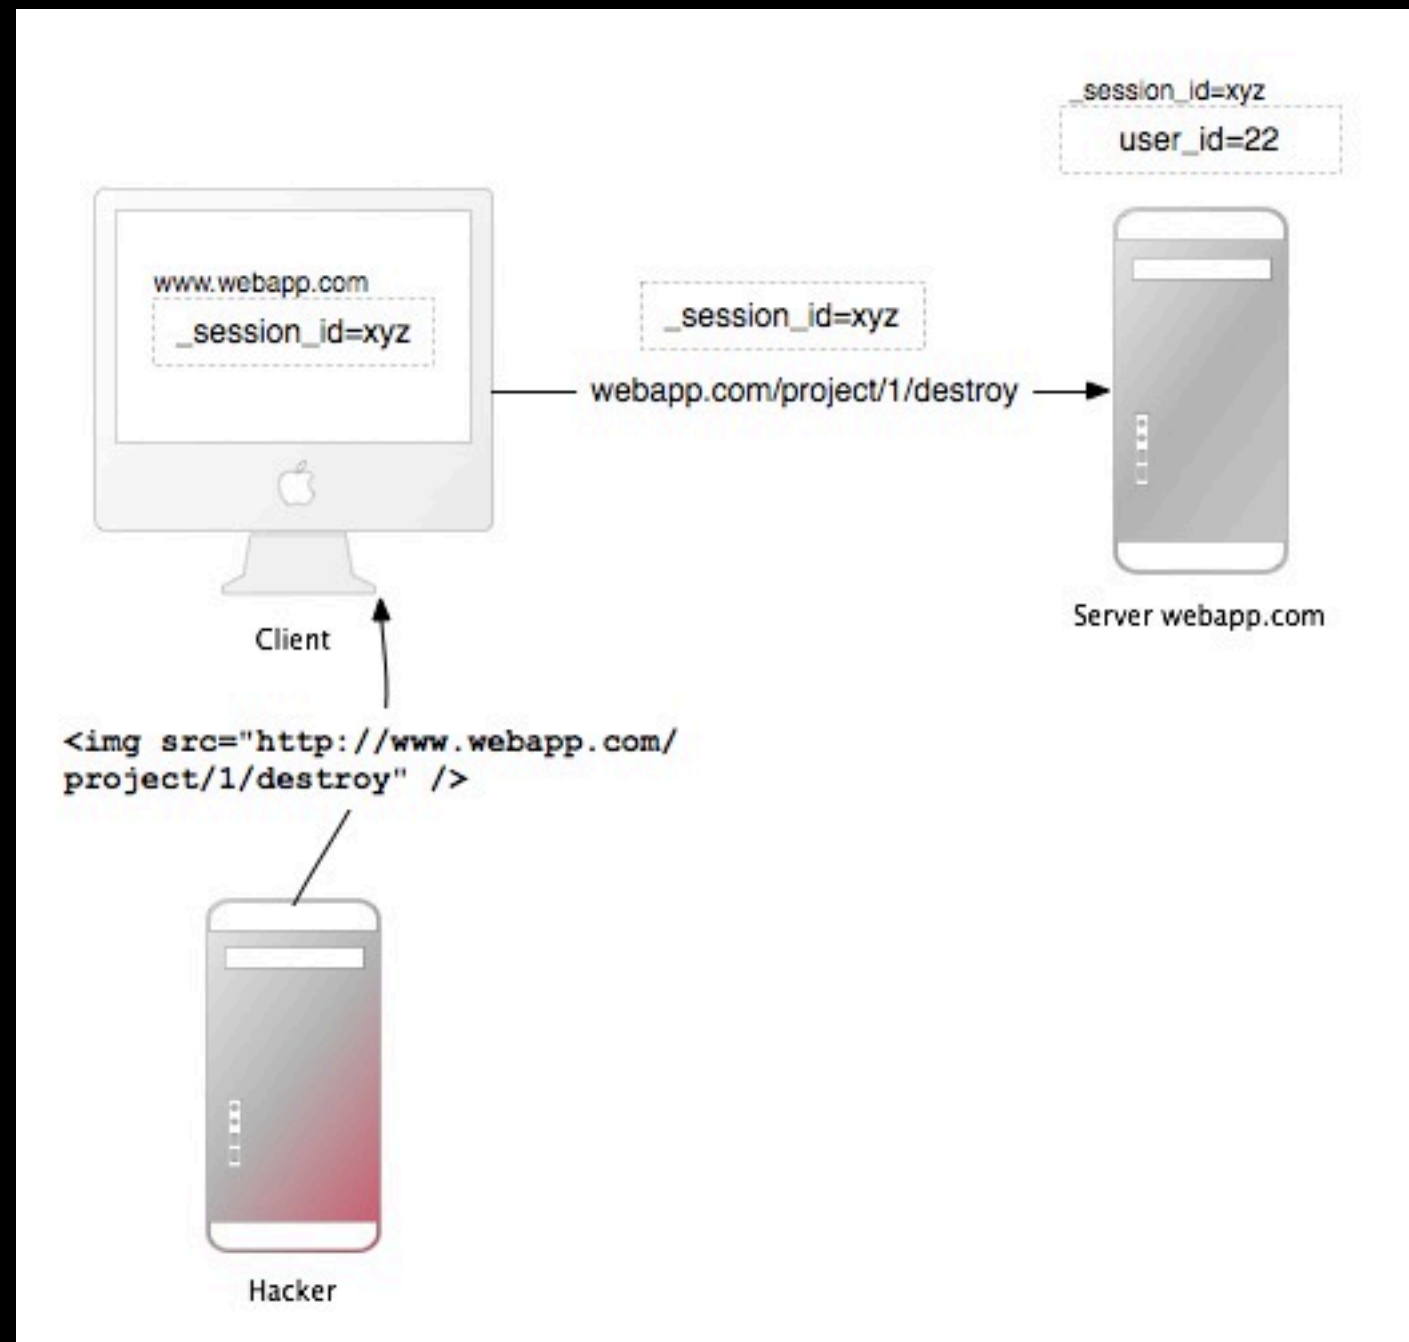 _session_id=xyz
user_id=22
www.webapp.com
_session_id=xyz
_session_id=xyz
webapp.com/project/1/destroy
Server webapp.com
Client
<img src="http://www.webapp.com/
project/1/destroy" />
Hacker